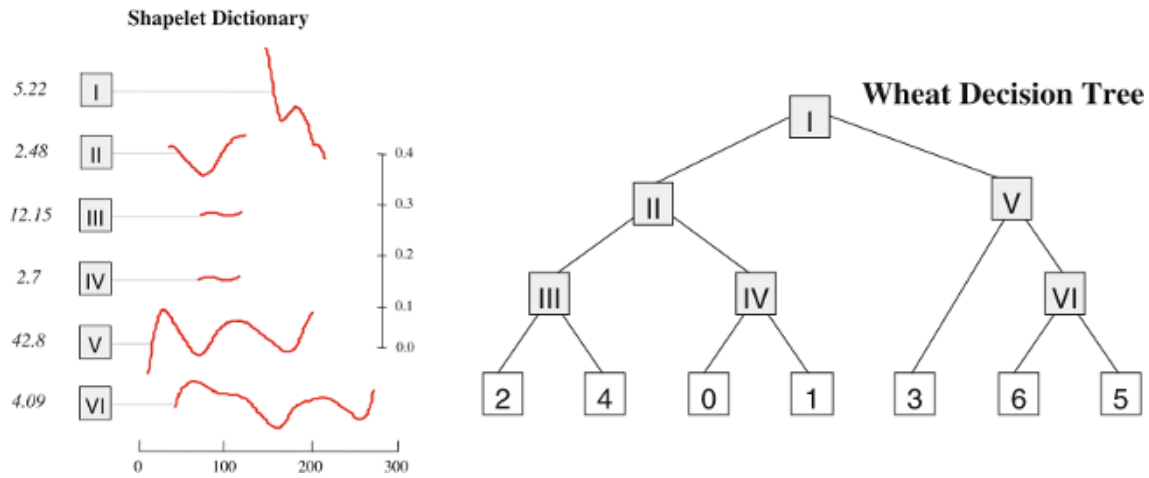 Shapelet Dictionary
5.22 I
2.48 II
12.15 III
2.7 IV
42.8 V
4.09 VI
0.4
0.3
0.2
0.1
0.0
0 100 200 300
Wheat Decision Tree
I
II V
III IV VI
2 4 0 1 3 6 5